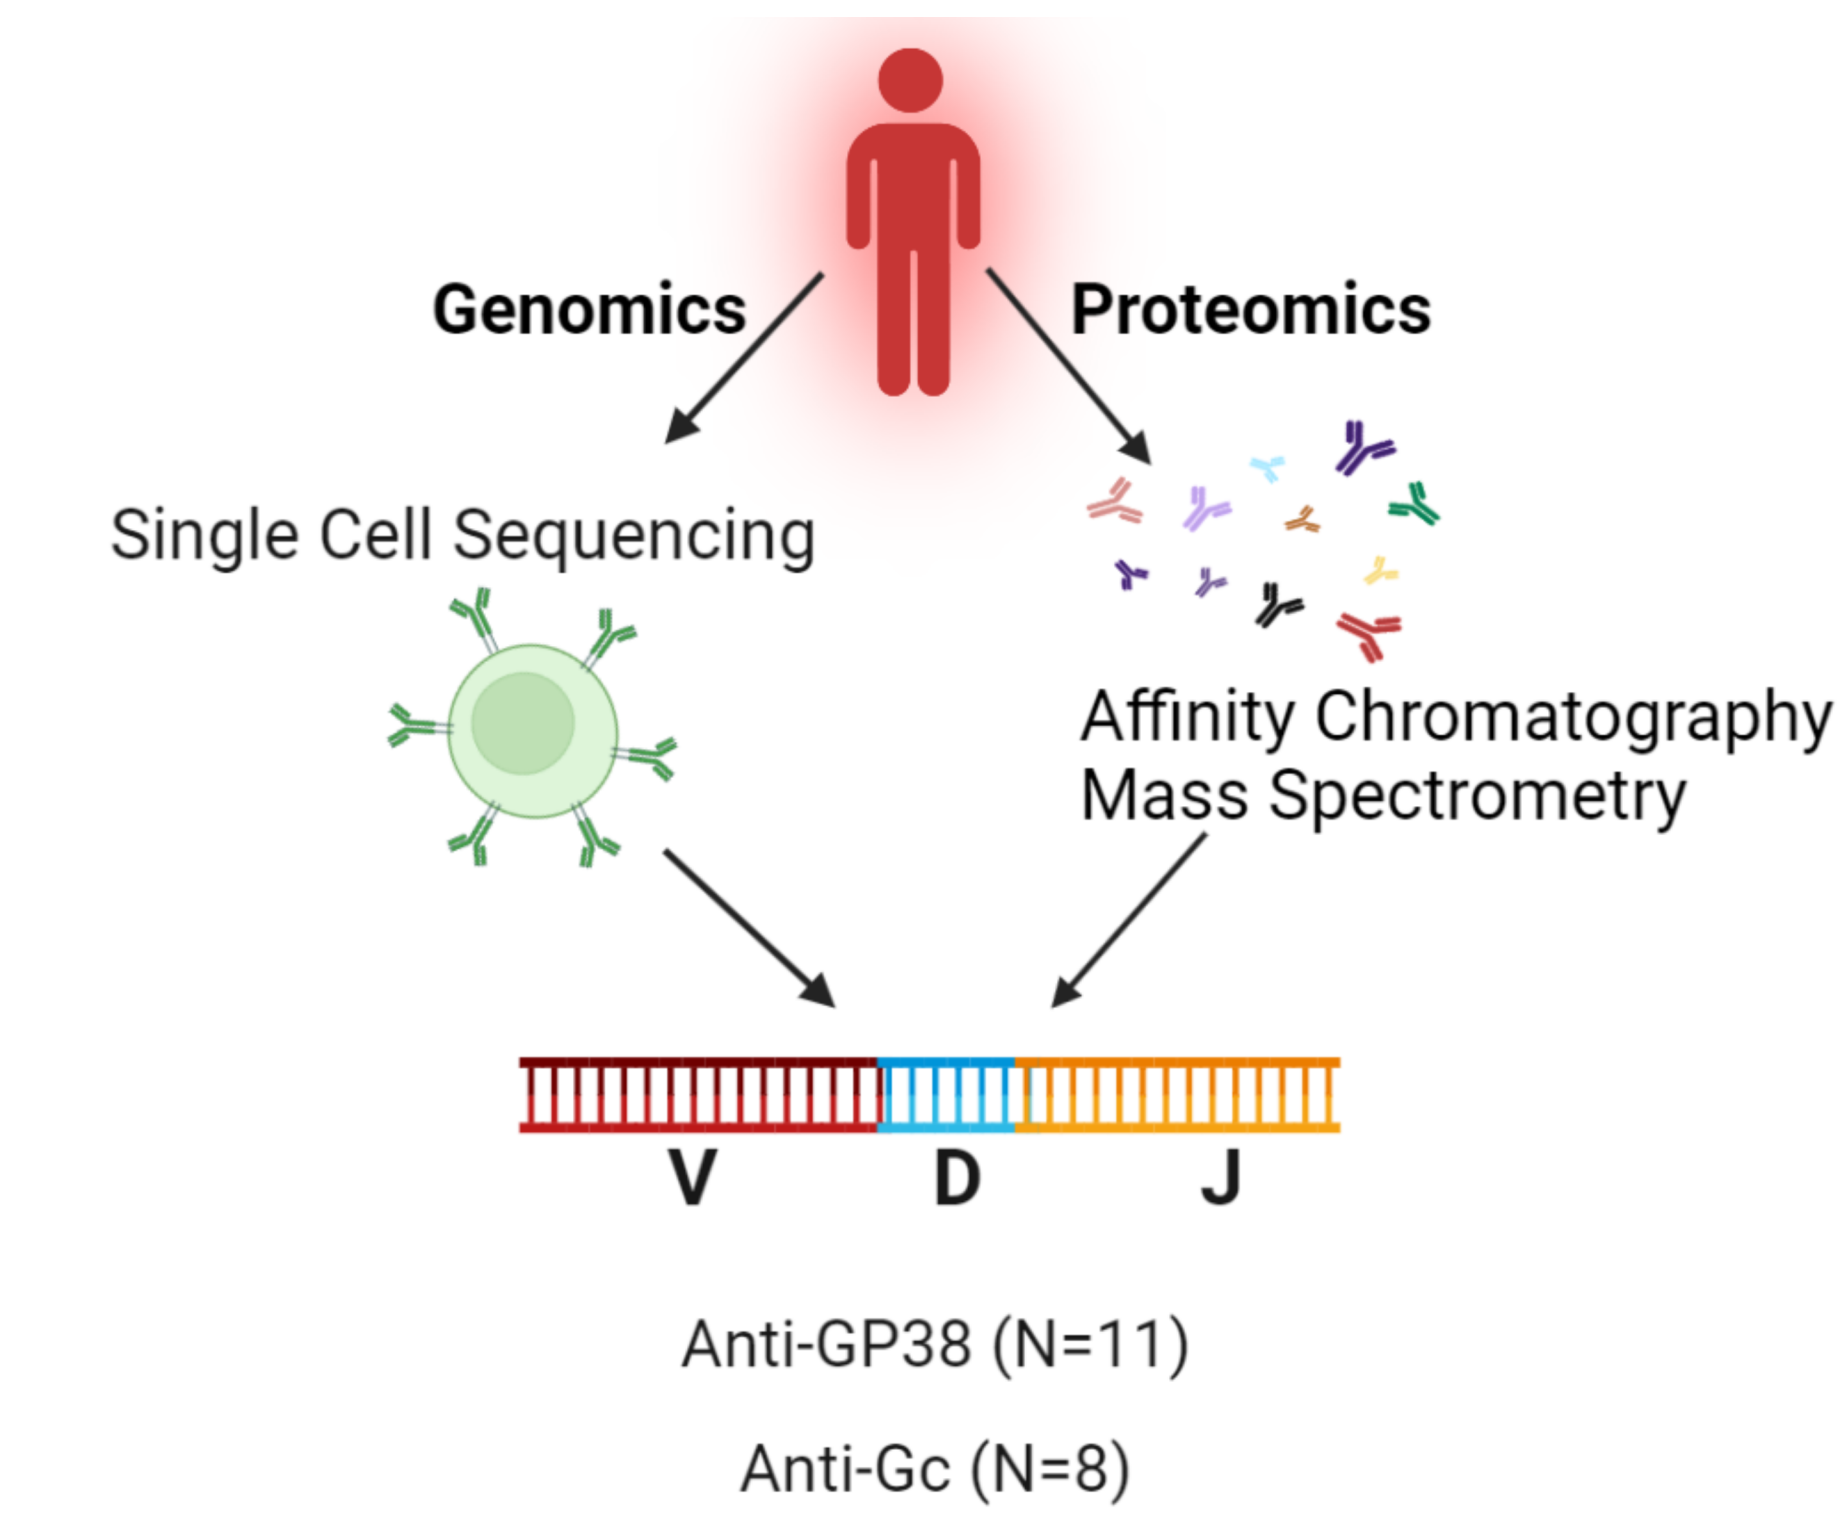 Genomics
Proteomics
Single Cell Sequencing
Affinity Chromatography
Mass Spectrometry
V
D
J
Anti-GP38 (N=11)
Anti-Gc (N=8)